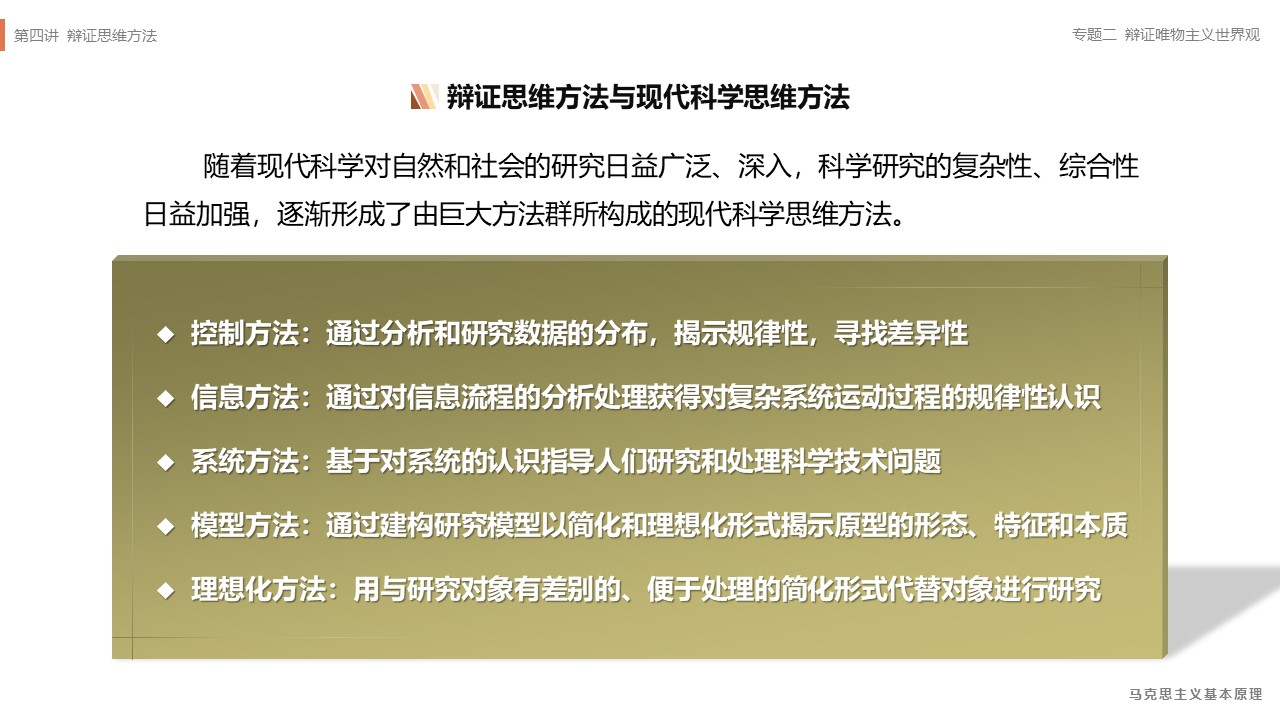 第四讲 辩证思维方法
专题二 辩证唯物主义世界观
辩证思维方法与现代科学思维方法
随着现代科学对自然和社会的研究日益广泛、深入，科学研究的复杂性、综合性
日益加强，逐渐形成了由巨大方法群所构成的现代科学思维方法。
◆ 控制方法：通过分析和研究数据的分布，揭示规律性，寻找差异性
◆ 信息方法：通过对信息流程的分析处理获得对复杂系统运动过程的规律性认识
◆ 系统方法：基于对系统的认识指导人们研究和处理科学技术问题
◆ 模型方法：通过建构研究模型以简化和理想化形式揭示原型的形态、特征和本质
◆ 理想化方法：用与研究对象有差别的、便于处理的简化形式代替对象进行研究
马克思主义基本原理